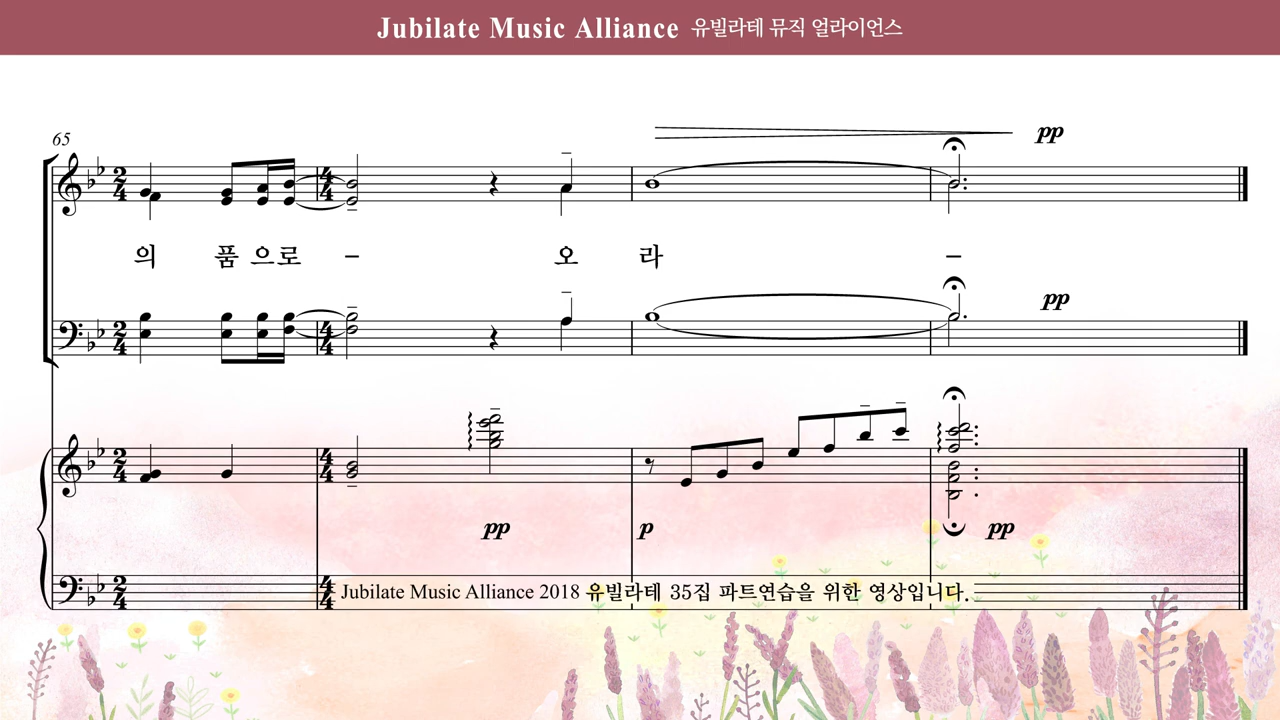 Jubilate Music Alliance 유빌라테 뮤직 얼라이언스
65
pp
의 품 으로 - 오 라 -
pp
pp p pp
Jubilate Music Alliance 2018 유빌라테 35집 파트연습을 위한 영상입니다.